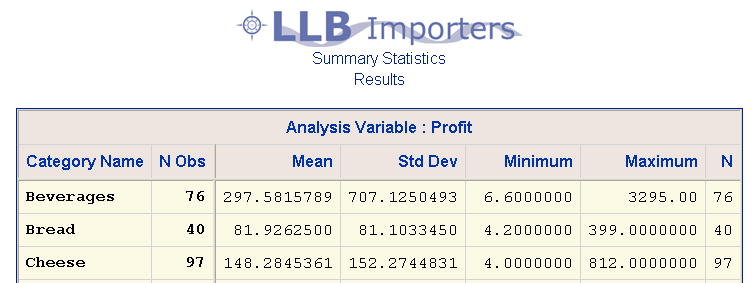 LLB Importers
Summary Statistics
Results
Analysis Variable : Profit
Category Name N Obs Mean Std Dev Minimum Maximum N
Beverages 76 297.5815789 707.1250493 6.6000000 3295.00 76
Bread 40 81.9262500 81.1033450 4.2000000 399.0000000 40
Cheese 97 148.2845361 152.2744831 4.0000000 812.0000000 97